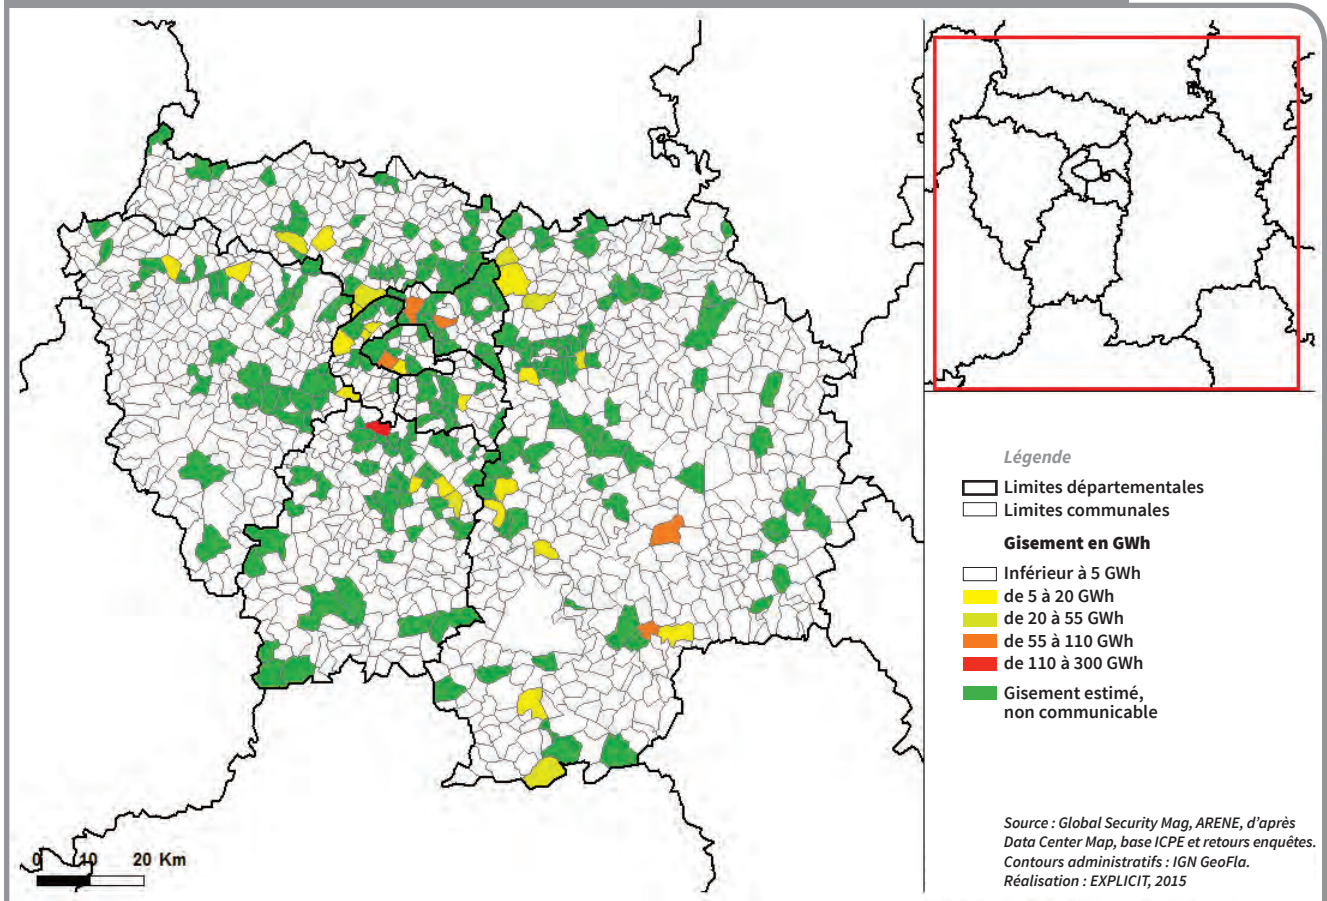 Légende
Limites départementales
Limites communales
Gisement en GWh
Inférieur à 5 GWh
de 5 à 20 GWh
de 20 à 55 GWh
de 55 à 110 GWh
de 110 à 300 GWh
Gisement estimé,
non communicable
Source : Global Security Mag, ARENE, d’après
Data Center Map, base ICPE et retours enquêtes.
Contours administratifs : IGN GeoFla.
Réalisation : EXPLICIT, 2015
0 10 20 Km